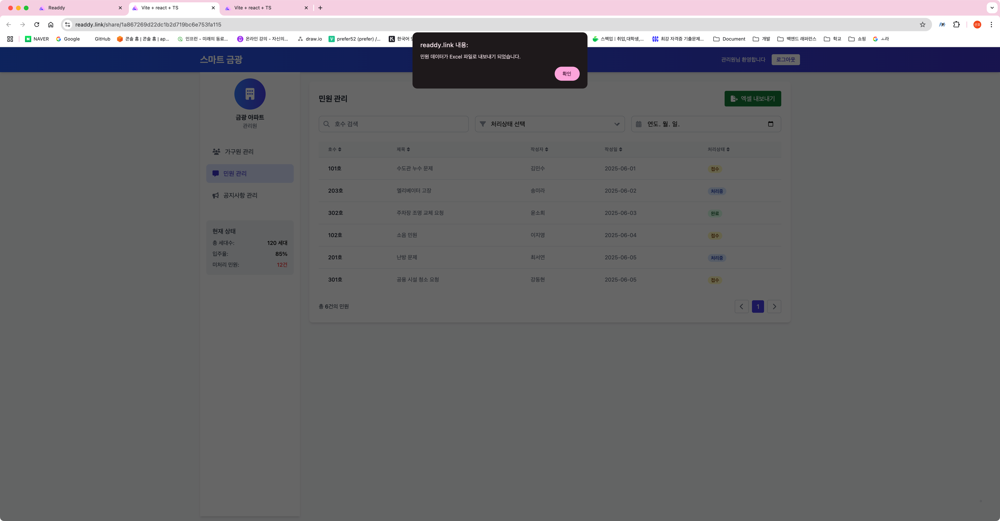 Readdy
Vite + react + TS
Vite + react + TS
readdy.link/share/1a867269d22dc1b2d719bc6e753fa115
선호
NAVER
Google
GitHub
콘솔 홈 | 콘솔 홈 | ap...
인프런 - 미래의 동료...
온라인 강의 - 자신의...
draw.io
prefer52 (prefer) /...
한국어 및
스펙업 | 취업,대학생,...
최강 자격증 기출문제...
Document
개발
백엔드 래퍼런스
학교
쇼핑
ㅗ라
readdy.link 내용:
민원 데이터가 Excel 파일로 내보내기 되었습니다.
확인
스마트 금광
관리원님 환영합니다
로그아웃
금광 아파트
관리원
가구원 관리
민원 관리
공지사항 관리
현재 상태
총 세대수: 120 세대
입주율: 85%
미처리 민원: 12건
민원 관리
엑셀 내보내기
호수 검색
처리상태 선택
연도. 월. 일.
호수 제목 작성자 작성일 처리상태
101호 수도관 누수 문제 김민수 2025-06-01 접수
203호 엘리베이터 고장 송미라 2025-06-02 처리중
302호 주차장 조명 교체 요청 윤소희 2025-06-03 완료
102호 소음 민원 이지영 2025-06-04 접수
201호 난방 문제 최서연 2025-06-05 처리중
301호 공용 시설 청소 요청 강동현 2025-06-05 접수
총 6건의 민원
1